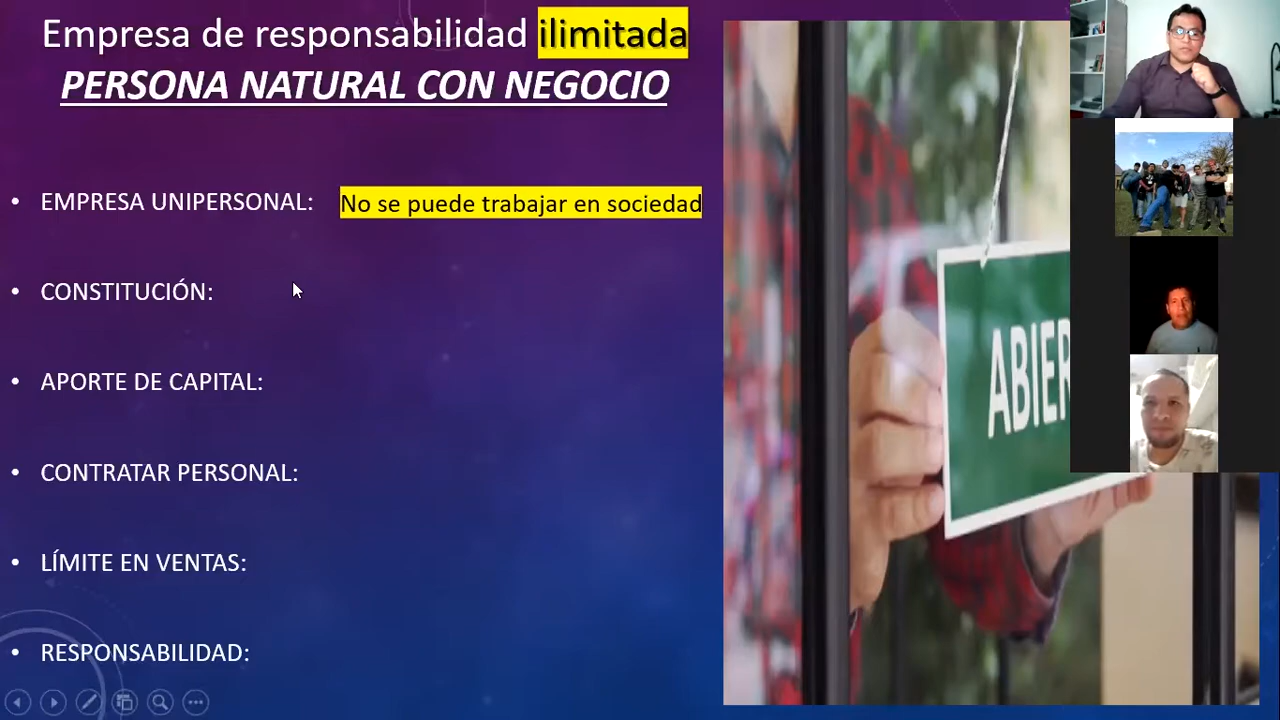 Empresa de responsabilidad ilimitada
PERSONA NATURAL CON NEGOCIO
• EMPRESA UNIPERSONAL: No se puede trabajar en sociedad
• CONSTITUCIÓN:
• APORTE DE CAPITAL:
• CONTRATAR PERSONAL:
• LÍMITE EN VENTAS:
• RESPONSABILIDAD:
ABIER